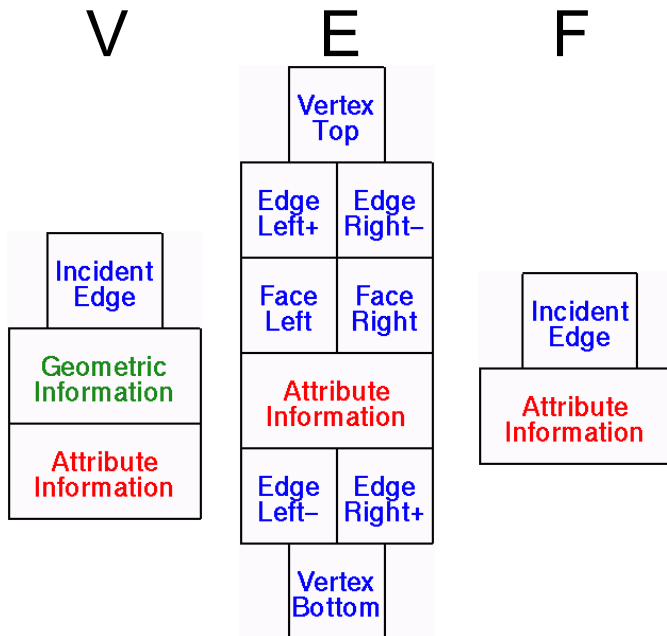 V
E
F
Vertex
Top
Edge
Left+
Edge
Right–
Incident
Edge
Face
Left
Face
Right
Incident
Edge
Geometric
Information
Attribute
Information
Attribute
Information
Attribute
Information
Edge
Left–
Edge
Right+
Vertex
Bottom